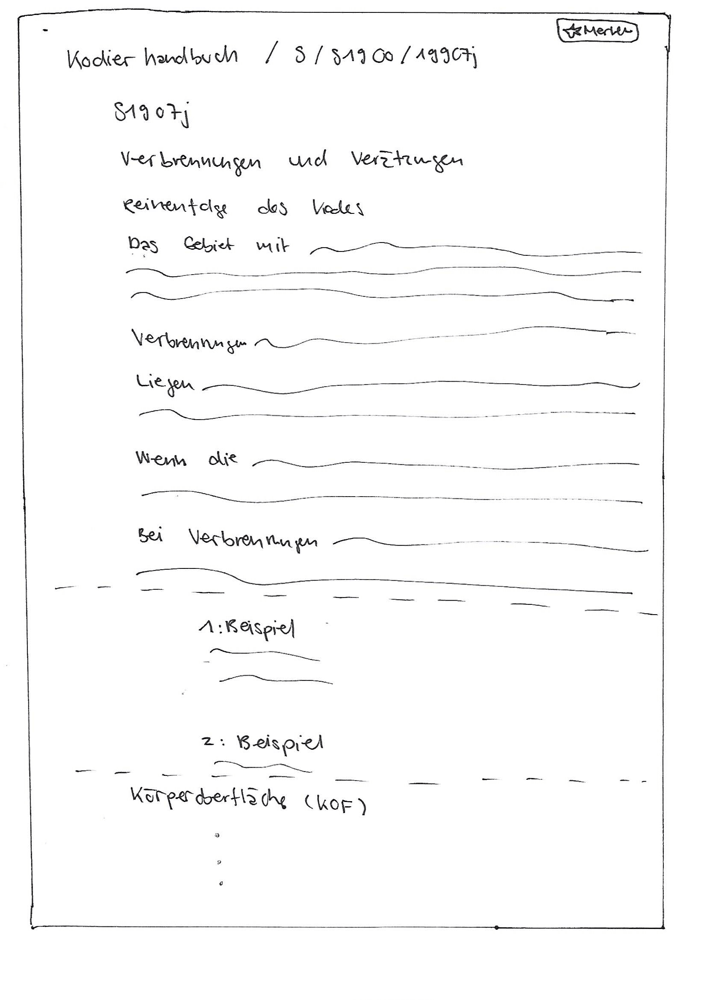 ☆Merken
Kodierhandbuch / S / S1900 / 19907j
S1907j
Verbrennungen und Verätzungen
Reihenfolge des Kodes
Das Gebiet mit
Verbrennungen
Liegen
Wenn die
Bei Verbrennungen
1: Beispiel
2: Beispiel
Körperoberfläche (KOF)